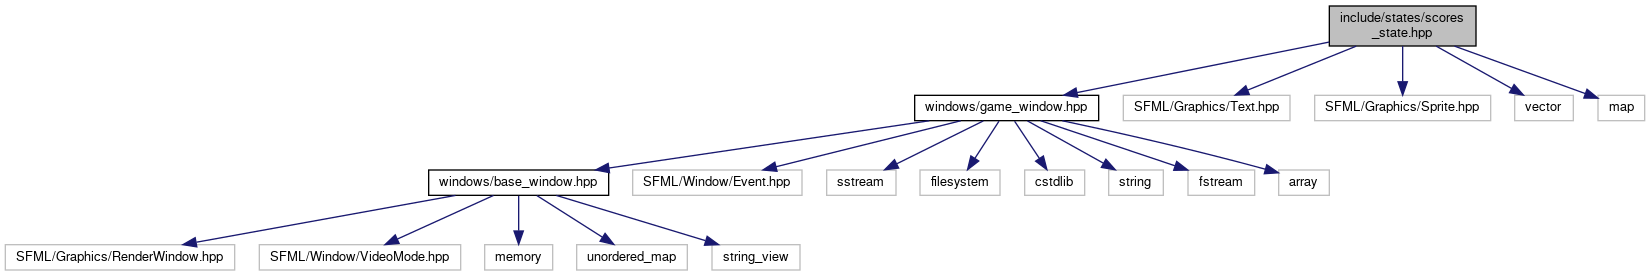 include/states/scores
_state.hpp
windows/game_window.hpp
SFML/Graphics/Text.hpp
SFML/Graphics/Sprite.hpp
vector
map
windows/base_window.hpp
SFML/Window/Event.hpp
sstream
filesystem
cstdlib
string
fstream
array
SFML/Graphics/RenderWindow.hpp
SFML/Window/VideoMode.hpp
memory
unordered_map
string_view